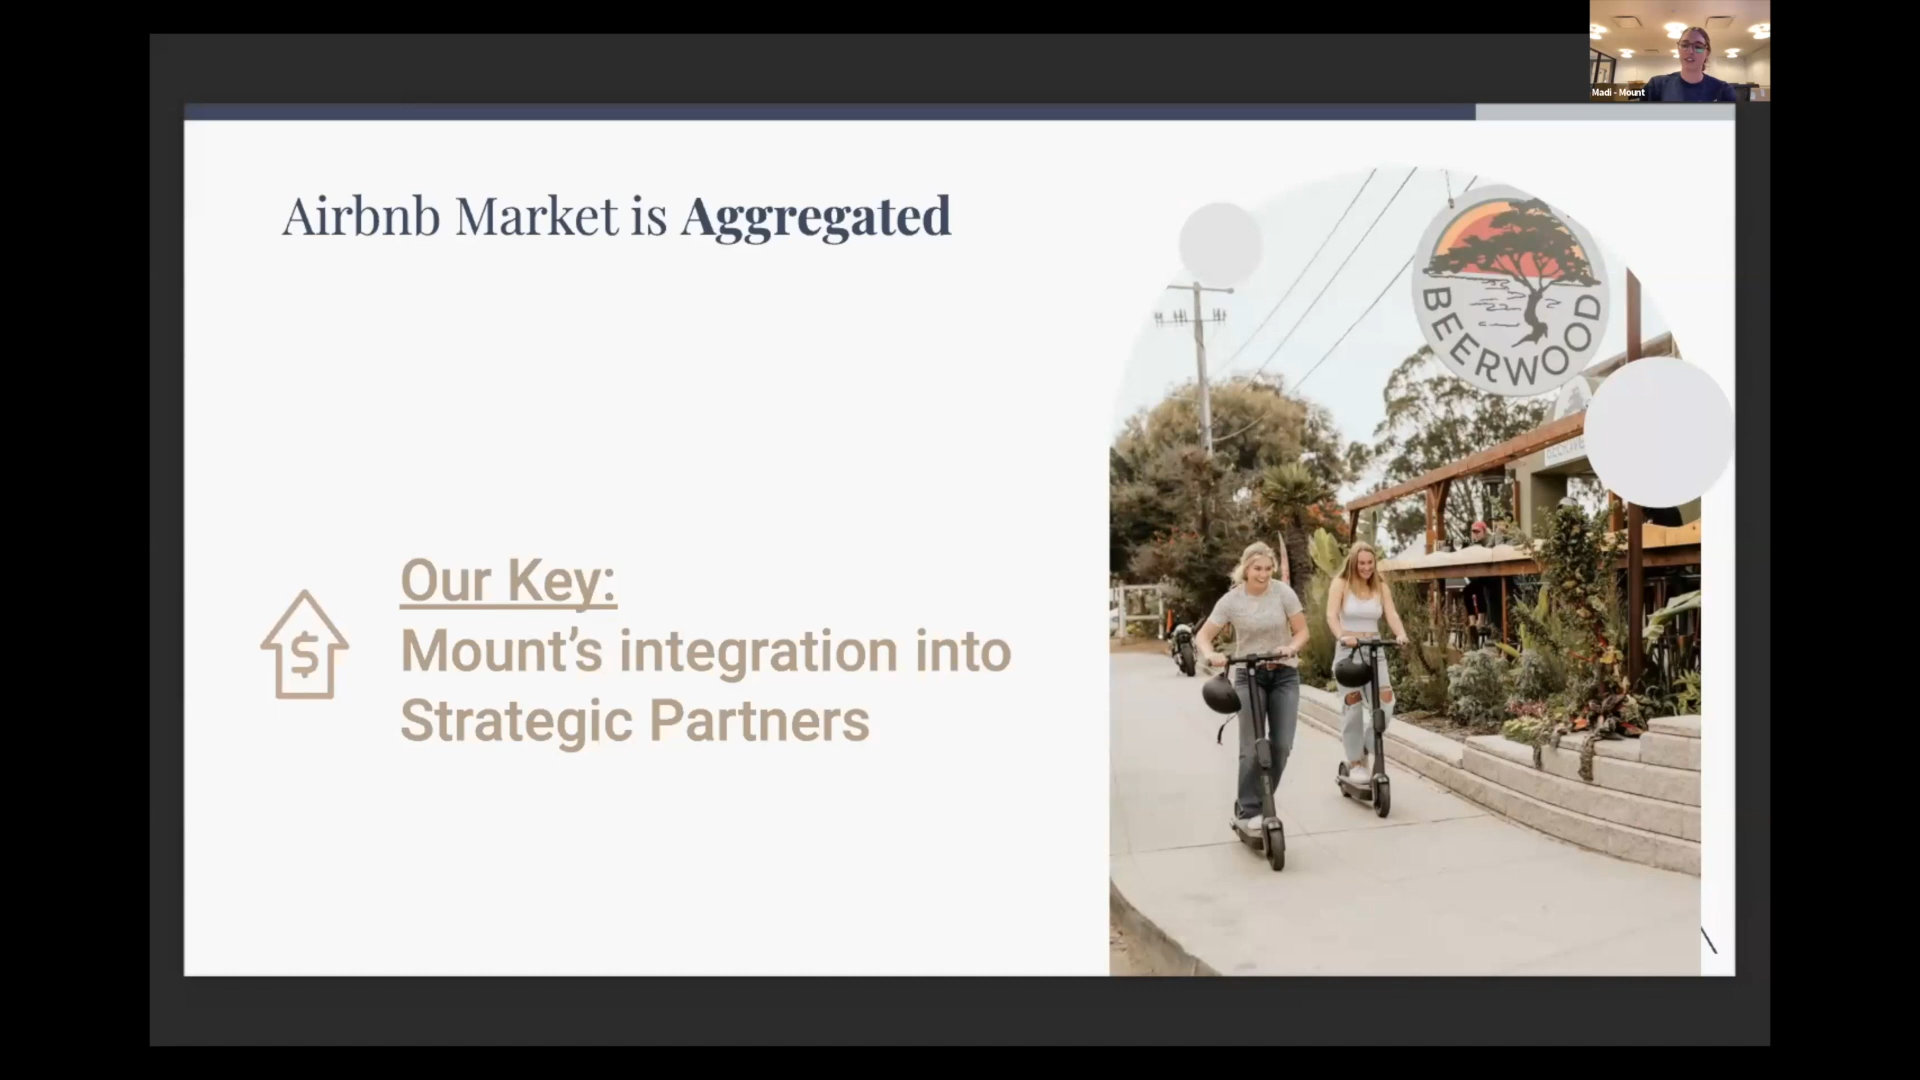 Madi - Mount
Airbnb Market is Aggregated
BEERWOOD
Our Key:
$
Mount's integration into
Strategic Partners